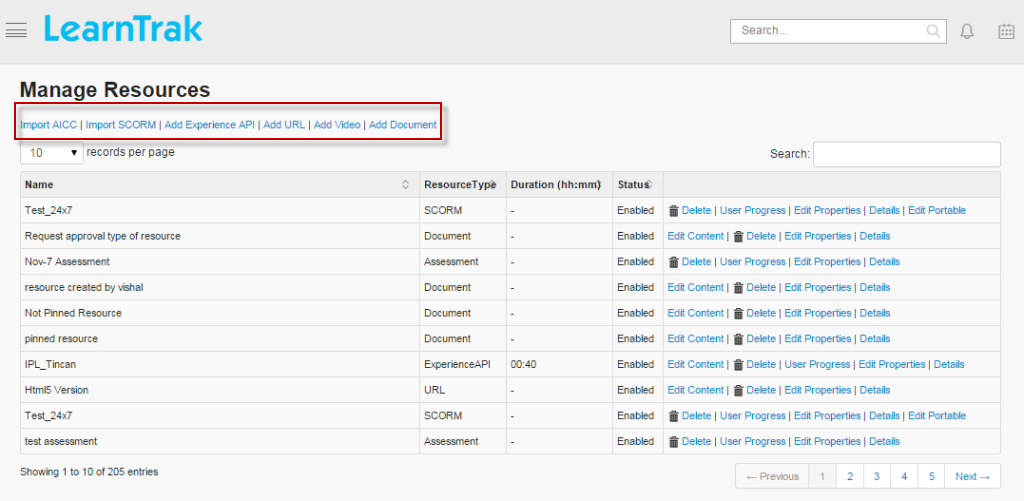 LearnTrak
Search...
Manage Resources
Import AICC | Import SCORM | Add Experience API | Add URL | Add Video | Add Document
10 records per page Search:
Name ResourceType Duration (hh:mm) Status
Test_24x7 SCORM - Enabled Delete | User Progress | Edit Properties | Details | Edit Portable
Request approval type of resource Document - Enabled Edit Content | Delete | Edit Properties | Details
Nov-7 Assessment Assessment - Enabled Delete | User Progress | Edit Properties | Details
resource created by vishal Document - Enabled Edit Content | Delete | Edit Properties | Details
Not Pinned Resource Document - Enabled Edit Content | Delete | Edit Properties | Details
pinned resource Document - Enabled Edit Content | Delete | Edit Properties | Details
IPL_Tincan ExperienceAPI 00:40 Enabled Edit Content | Delete | User Progress | Edit Properties | Details
Html5 Version URL - Enabled Edit Content | Delete | Edit Properties | Details
Test_24x7 SCORM - Enabled Delete | User Progress | Edit Properties | Details | Edit Portable
test assessment Assessment - Enabled Delete | User Progress | Edit Properties | Details
Showing 1 to 10 of 205 entries ← Previous 1 2 3 4 5 Next →